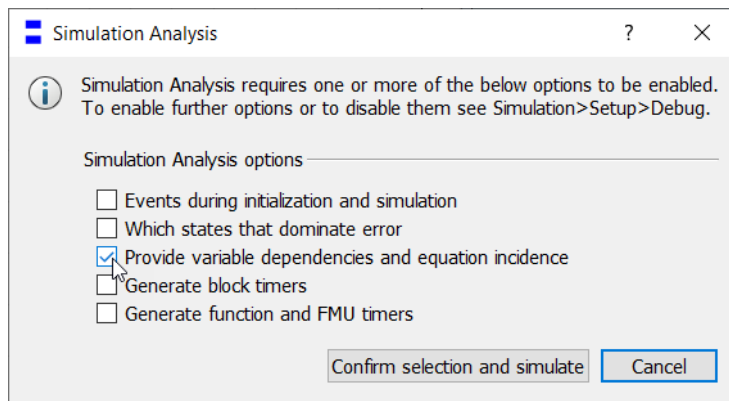 Simulation Analysis
?
Simulation Analysis requires one or more of the below options to be enabled.
To enable further options or to disable them see Simulation>Setup>Debug.
Simulation Analysis options
Events during initialization and simulation
Which states that dominate error
Provide variable dependencies and equation incidence
Generate block timers
Generate function and FMU timers
Confirm selection and simulate
Cancel